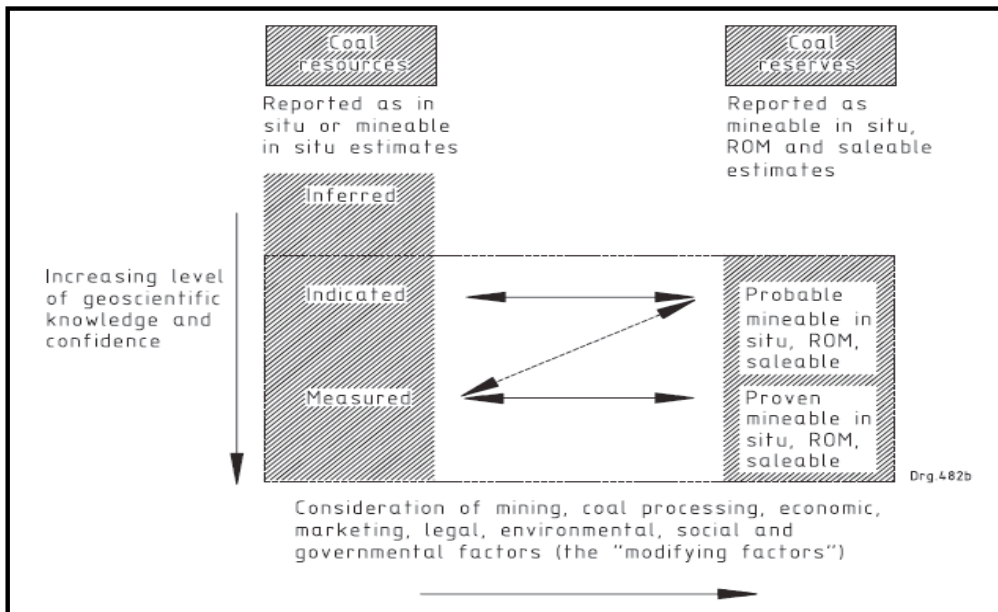 Coal
resources
Coal
reserves
Reported as in
situ or mineable
in situ estimates
Reported as
mineable in situ,
ROM and saleable
estimates
Inferred
Increasing level
of geoscientific
knowledge and
confidence
Indicated
Measured
Probable
mineable in
situ, ROM,
saleable
Proven
mineable in
situ, ROM,
saleable
Drg.482b
Consideration of mining, coal processing, economic,
marketing, legal, environmental, social and
governmental factors (the "modifying factors")